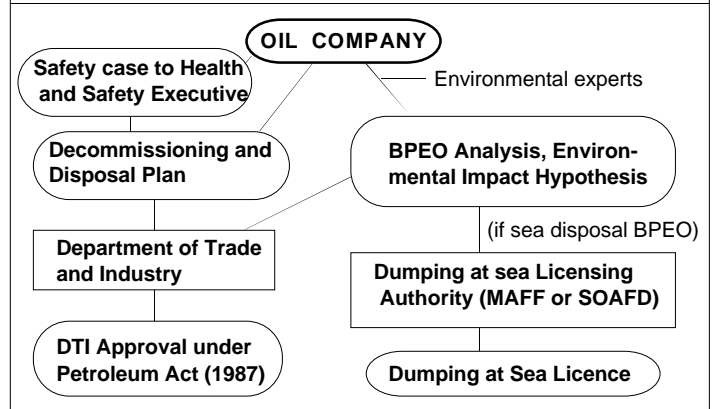 OIL COMPANY
Safety case to Health
and Safety Executive
Environmental experts
Decommissioning and
Disposal Plan
BPEO Analysis, Environ-
mental Impact Hypothesis
(if sea disposal BPEO)
Department of Trade
and Industry
Dumping at sea Licensing
Authority (MAFF or SOAFD)
DTI Approval under
Petroleum Act (1987)
Dumping at Sea Licence